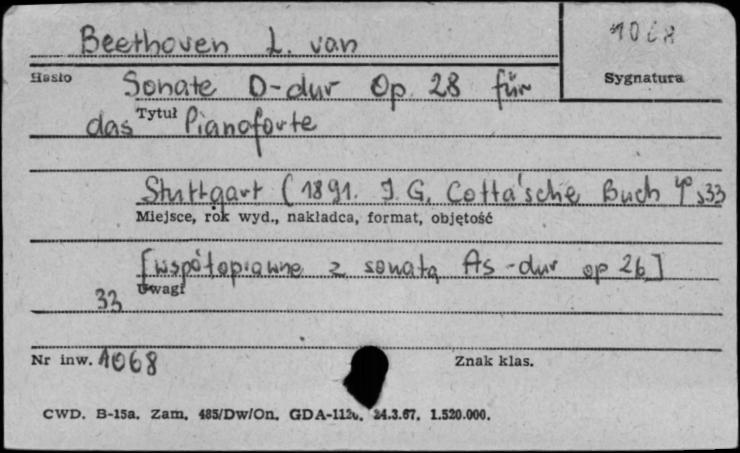 Beethoven L. van
1068
Hasło
Sygnatura
Sonate D-dur Op. 28 für
Tytuł
das Pianoforte
Stuttgart (1891. J. G. Cotta'sche Buch s 33
Miejsce, rok wyd., nakładca, format, objętość
[współoprawne z sonatą As-dur op 26]
Uwagi
33
Nr inw. 1068
Znak klas.
CWD. B-15a. Zam. 485/Dw/On. GDA-112 24.3.67. 1.520.000.